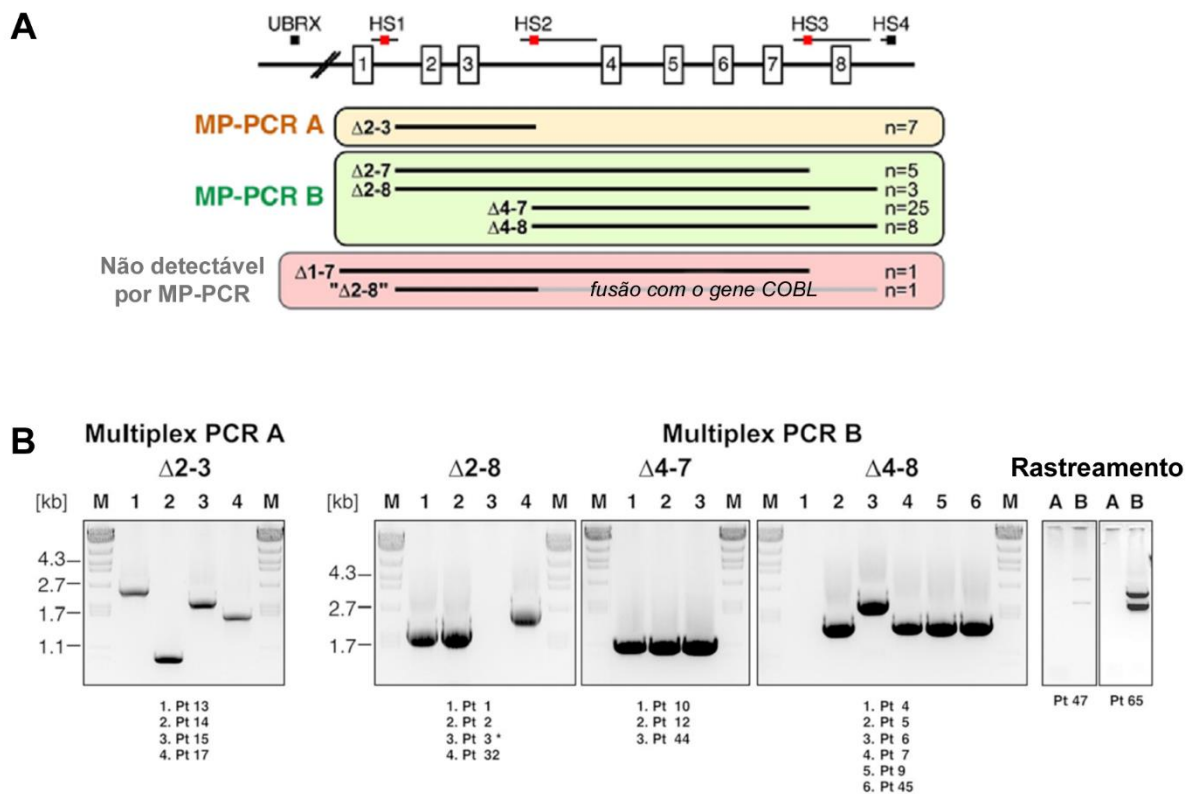 A
UBRX HS1 HS2 HS3 HS4
1 2 3 4 5 6 7 8
MP-PCR A
Δ2-3 n=7
MP-PCR B
Δ2-7 n=5
Δ2-8 n=3
Δ4-7 n=25
Δ4-8 n=8
Não detectável
por MP-PCR
Δ1-7 n=1
"Δ2-8" fusão com o gene COBL n=1
B
Multiplex PCR A Multiplex PCR B
Δ2-3 Δ2-8 Δ4-7 Δ4-8 Rastreamento
[kb] M 1 2 3 4 M [kb] M 1 2 3 4 M M 1 2 3 M 1 2 3 4 5 6 M A B A B
4.3
2.7
1.7
1.1
4.3
2.7
1.7
1. Pt 13
2. Pt 14
3. Pt 15
4. Pt 17
1. Pt 1
2. Pt 2
3. Pt 3 *
4. Pt 32
1. Pt 10
2. Pt 12
3. Pt 44
1. Pt 4
2. Pt 5
3. Pt 6
4. Pt 7
5. Pt 9
6. Pt 45
Pt 47 Pt 65